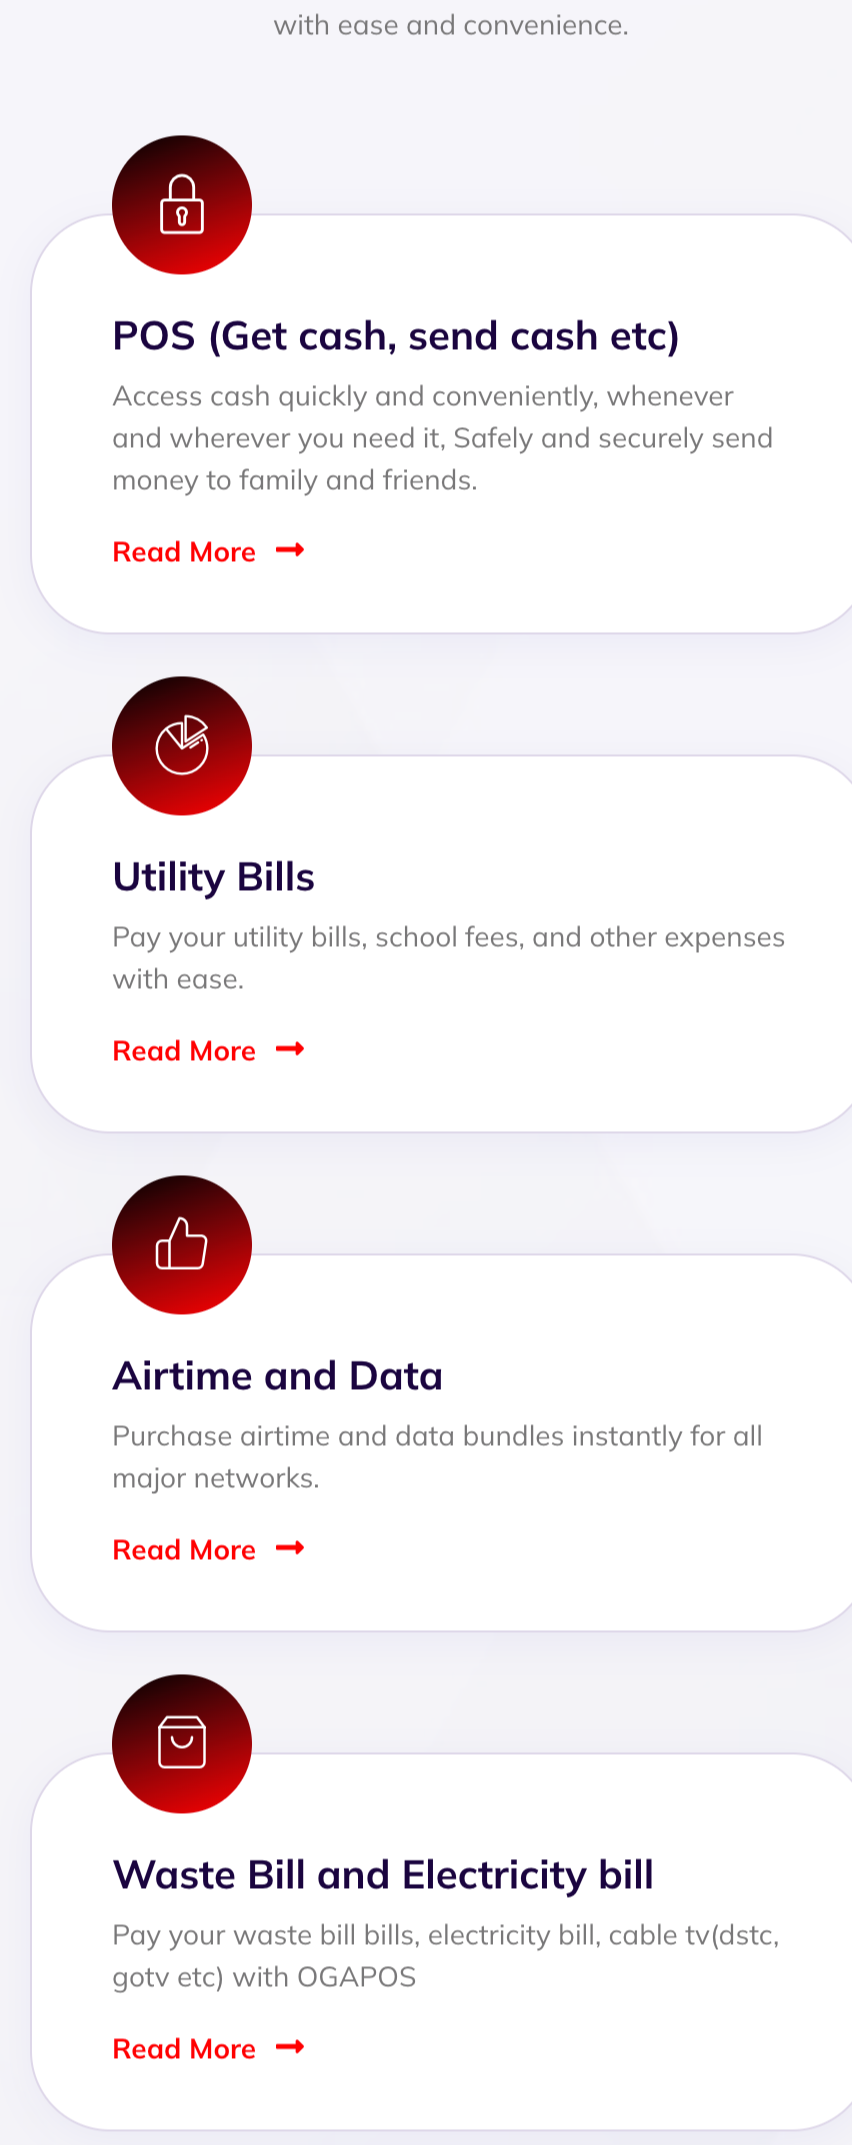 with ease and convenience.
POS (Get cash, send cash etc)
Access cash quickly and conveniently, whenever
and wherever you need it, Safely and securely send
money to family and friends.
Read More
Utility Bills
Pay your utility bills, school fees, and other expenses
with ease.
Read More
Airtime and Data
Purchase airtime and data bundles instantly for all
major networks.
Read More
Waste Bill and Electricity bill
Pay your waste bill bills, electricity bill, cable tv(dstc,
gotv etc) with OGAPOS
Read More